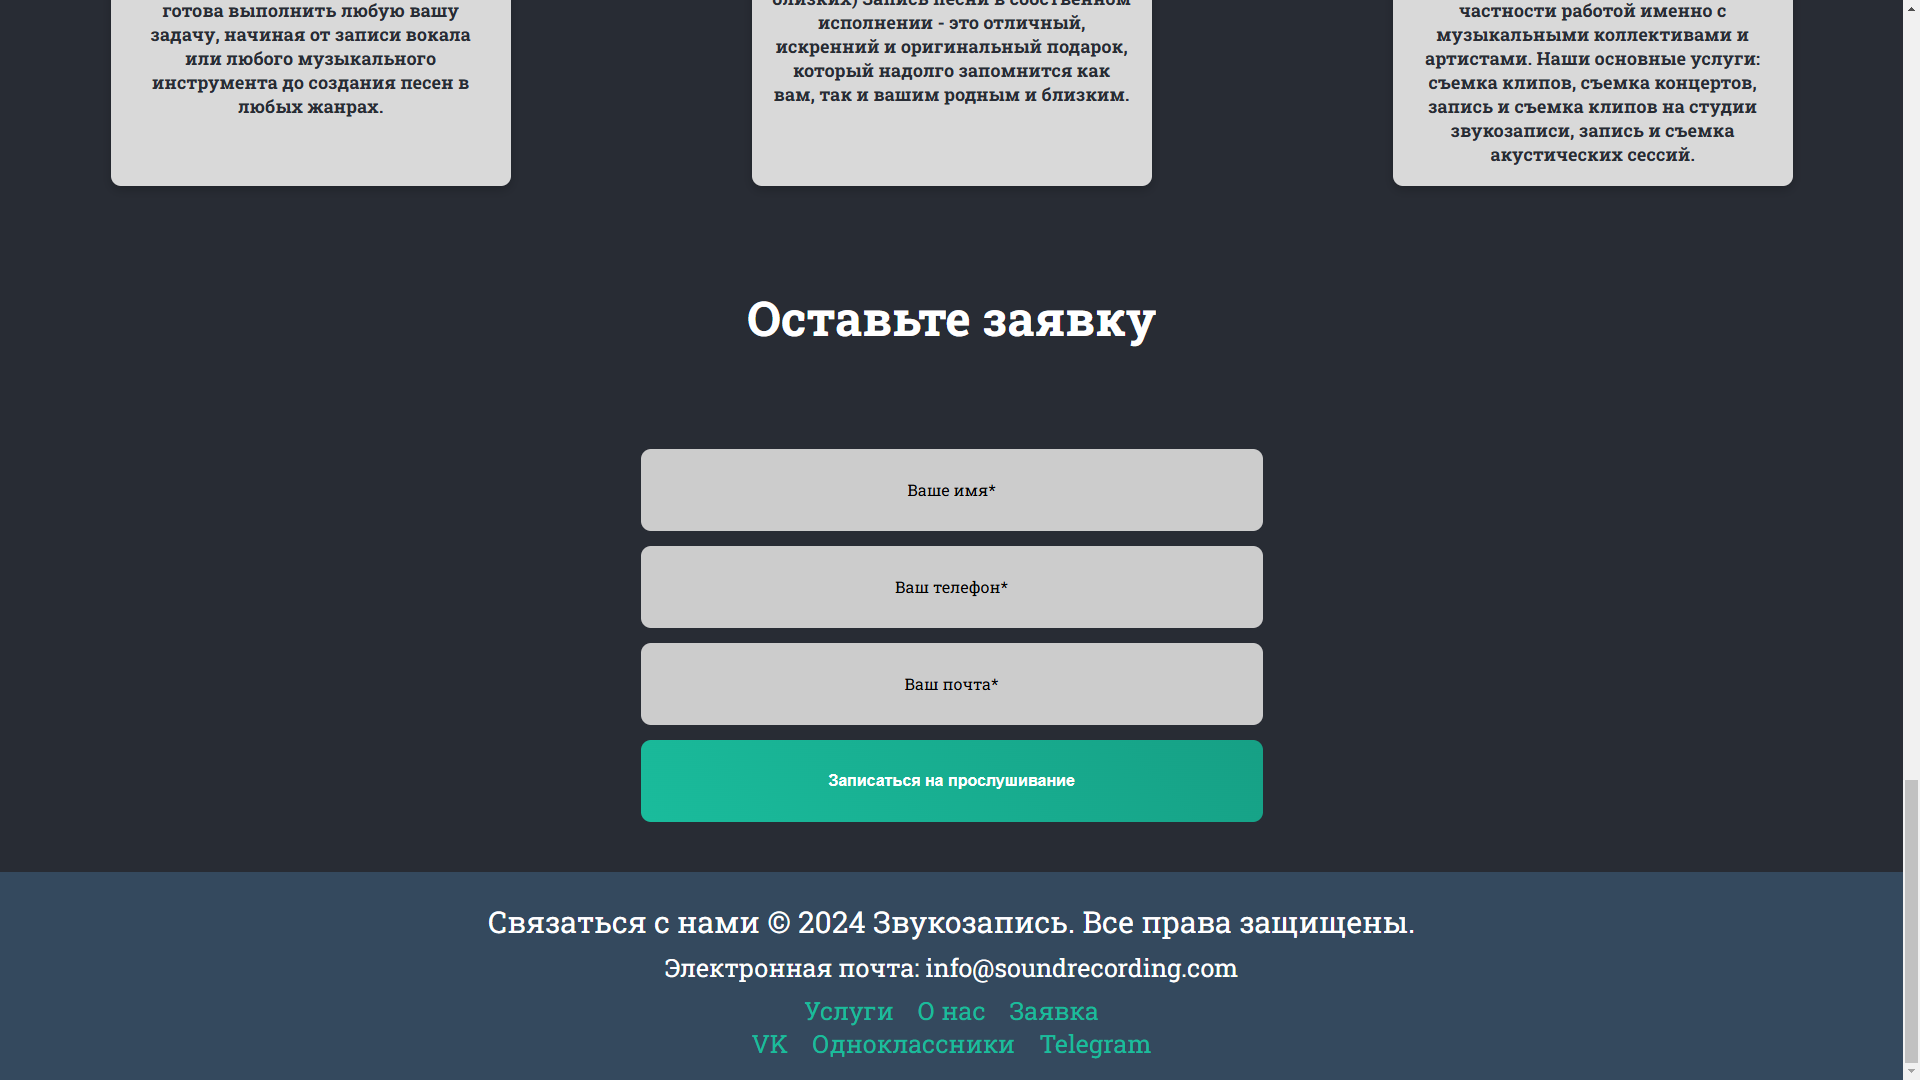 готова выполнить любую вашу
задачу, начиная от записи вокала
или любого музыкального
инструмента до создания песен в
любых жанрах.
близких) Запись песни в собственном
исполнении - это отличный,
искренний и оригинальный подарок,
который надолго запомнится как
вам, так и вашим родным и близким.
частности работой именно с
музыкальными коллективами и
артистами. Наши основные услуги:
съемка клипов, съемка концертов,
запись и съемка клипов на студии
звукозаписи, запись и съемка
акустических сессий.
Оставьте заявку
Ваше имя*
Ваш телефон*
Ваш почта*
Записаться на прослушивание
Связаться с нами © 2024 Звукозапись. Все права защищены.
Электронная почта: info@soundrecording.com
Услуги О нас Заявка
VK Одноклассники Telegram